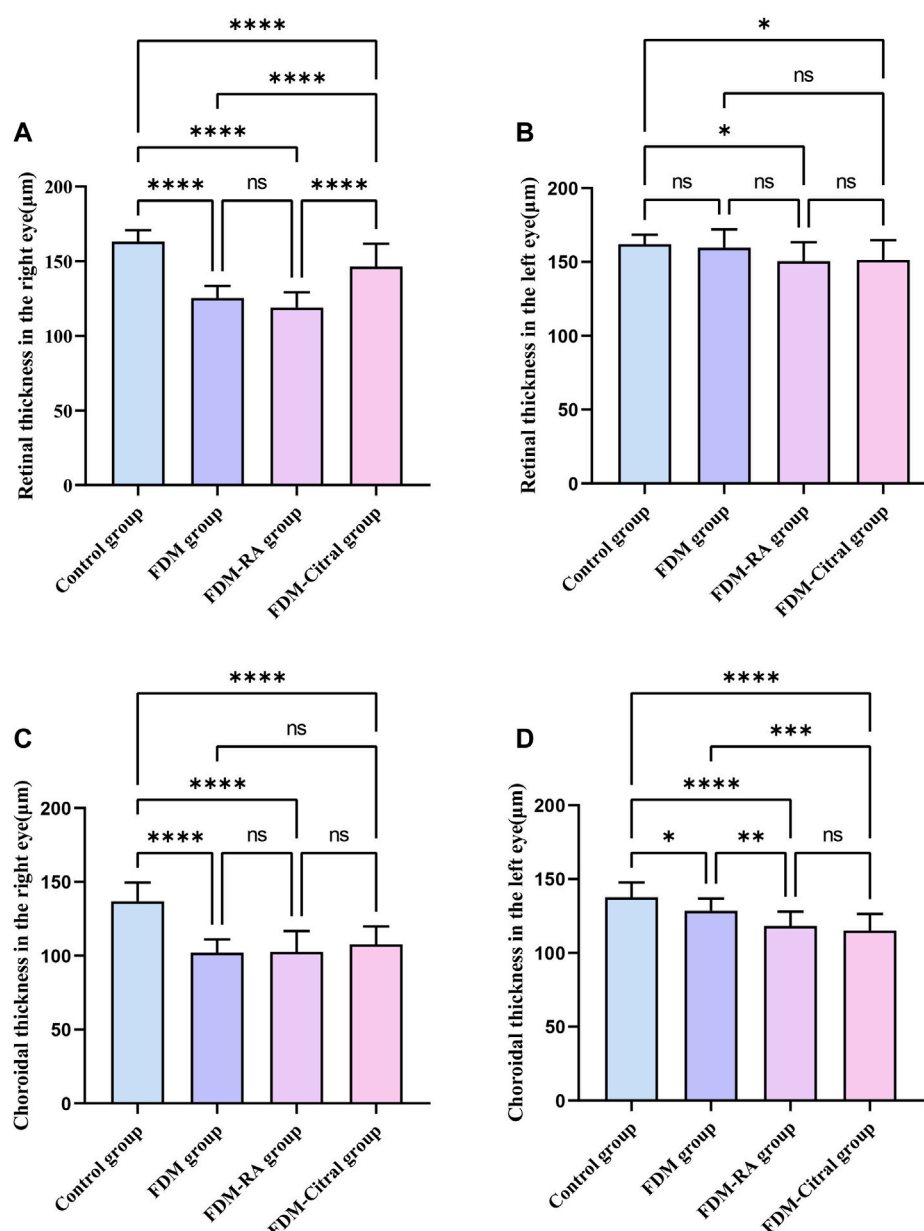 A
Retinal thickness in the right eye(µm)
****
****
****
****
ns
****
200
150
100
50
0
Control group
FDM group
FDM-RA group
FDM-Citral group
B
Retinal thickness in the left eye(µm)
*
ns
*
ns
ns
ns
200
150
100
50
0
Control group
FDM group
FDM-RA group
FDM-Citral group
C
Choroidal thickness in the right eye(µm)
****
ns
****
****
ns
ns
200
150
100
50
0
Control group
FDM group
FDM-RA group
FDM-Citral group
D
Choroidal thickness in the left eye(µm)
****
***
****
*
**
ns
200
150
100
50
0
Control group
FDM group
FDM-RA group
FDM-Citral group